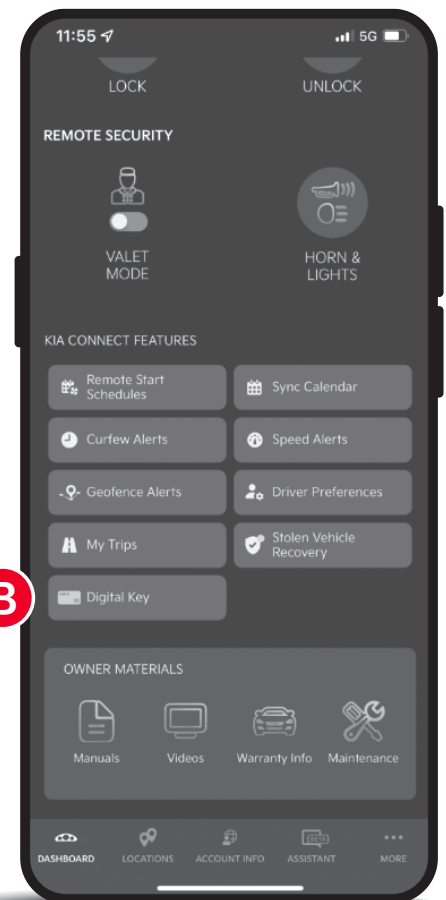 11:55
5G
LOCK
UNLOCK
REMOTE SECURITY
VALET
MODE
HORN &
LIGHTS
KIA CONNECT FEATURES
Remote Start
Schedules
Sync Calendar
Curfew Alerts
Speed Alerts
Geofence Alerts
Driver Preferences
My Trips
Stolen Vehicle
Recovery
Digital Key
OWNER MATERIALS
Manuals
Videos
Warranty Info
Maintenance
BETA
DASHBOARD
LOCATIONS
ACCOUNT INFO
ASSISTANT
MORE